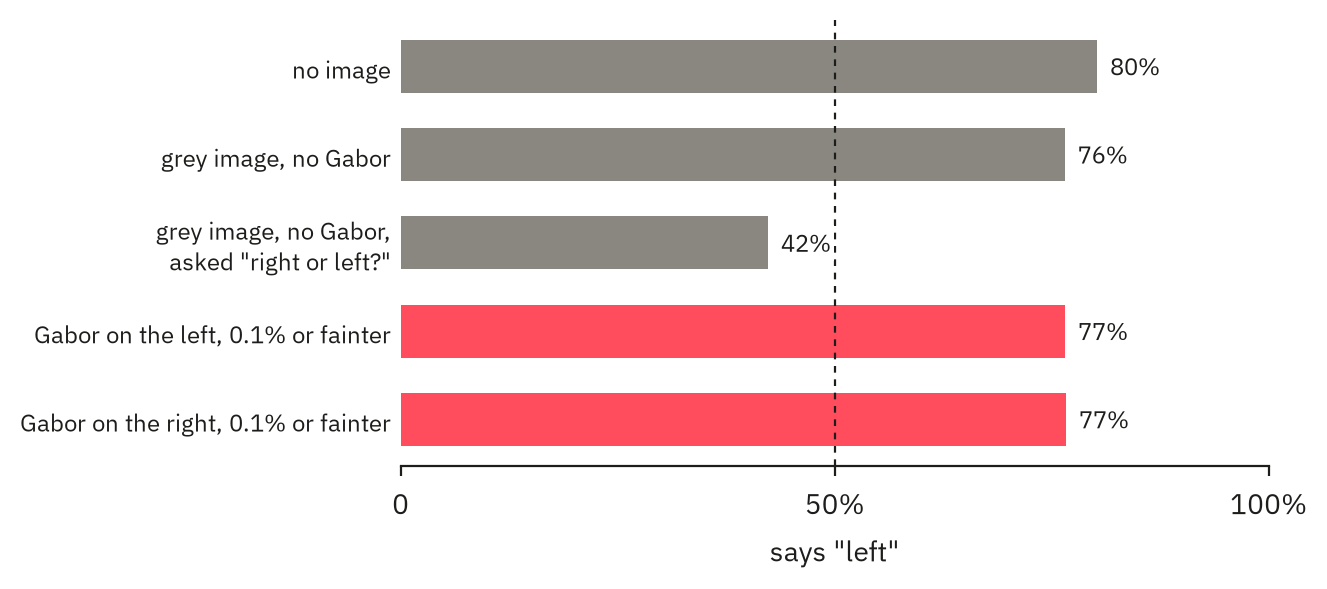 no image
80%
grey image, no Gabor
76%
grey image, no Gabor,
asked "right or left?"
42%
Gabor on the left, 0.1% or fainter
77%
Gabor on the right, 0.1% or fainter
77%
0
50%
100%
says "left"